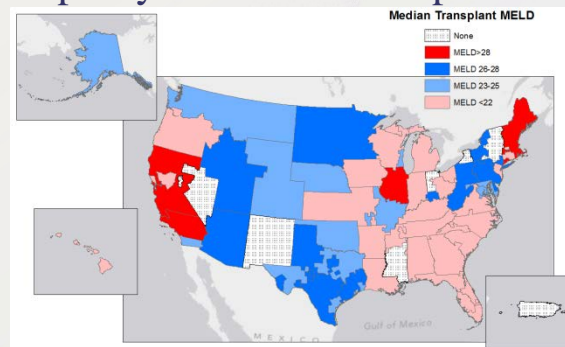 Median Transplant MELD
None
MELD>28
MELD 26-28
MELD 23-25
MELD <22
MEXICO
Gulf of Mexico